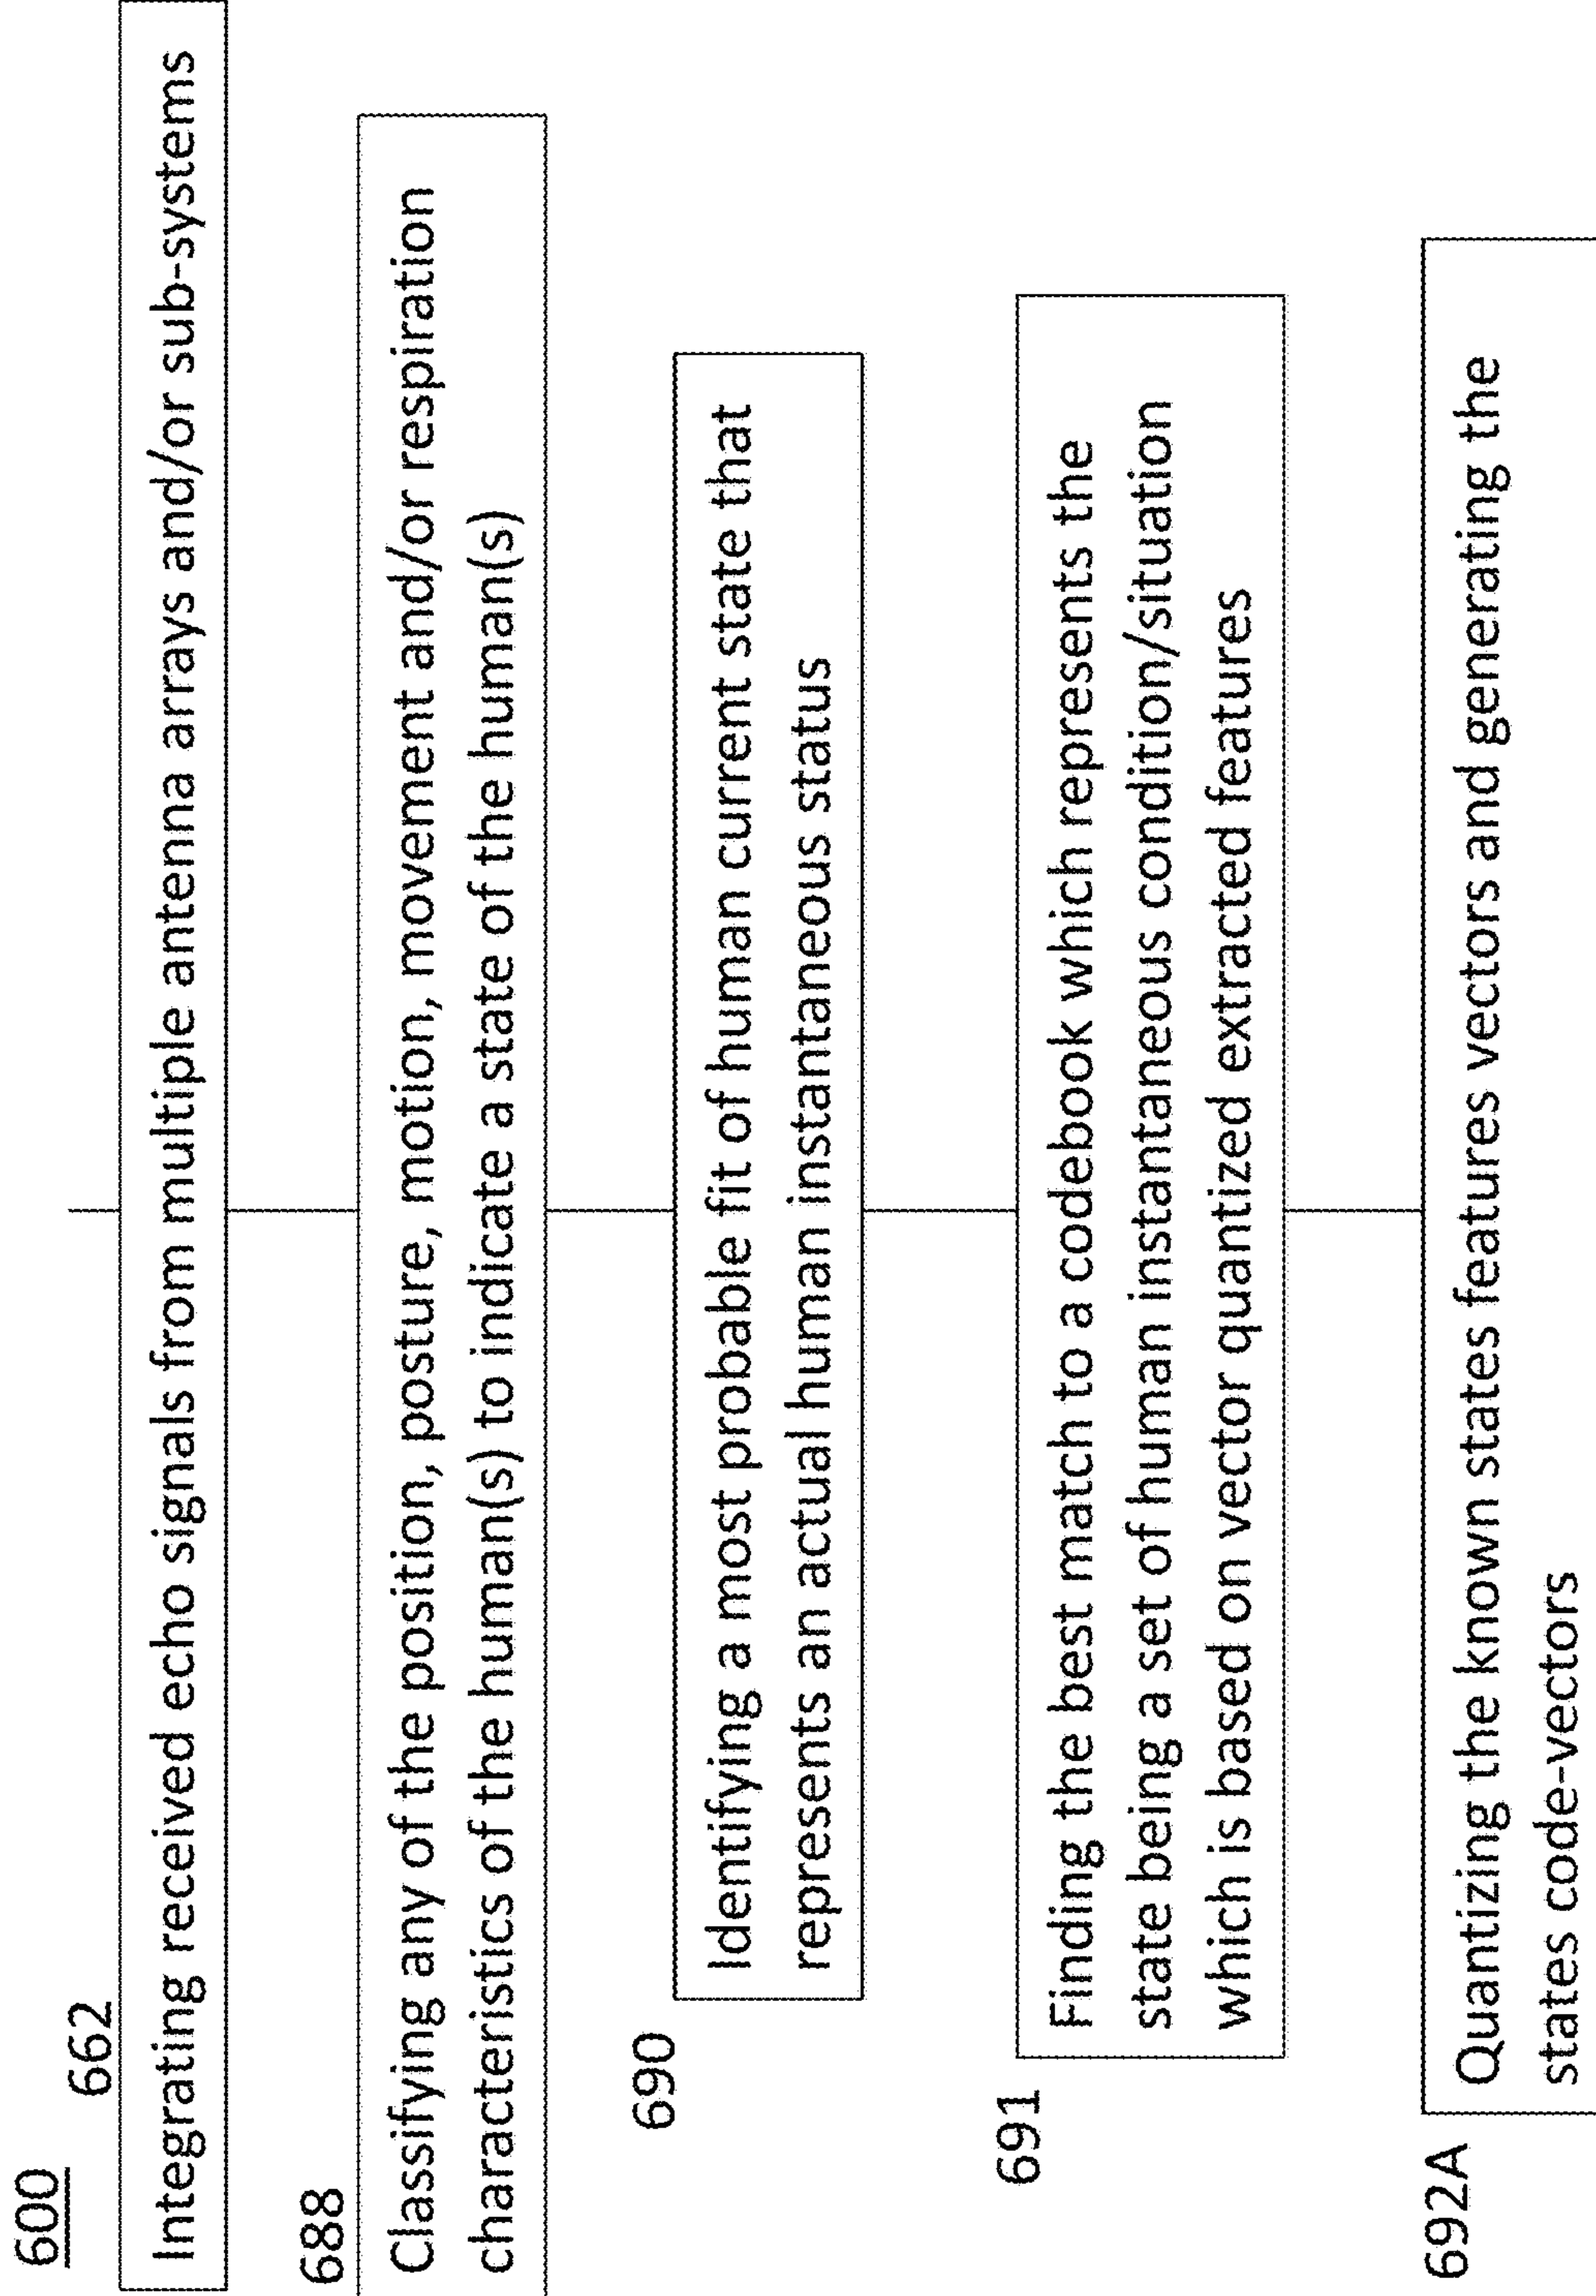 600
662
Integrating received echo signals from multiple antenna arrays and/or sub-systems
688
Classifying any of the position, posture, motion, movement and/or respiration
characteristics of the human(s) to indicate a state of the human(s)
690
Identifying a most probable fit of human current state that
represents an actual human instantaneous status
691
Finding the best match to a codebook which represents the
state being a set of human instantaneous condition/situation
which is based on vector quantized extracted features
692A
Quantizing the known states features vectors and generating the
states code-vectors